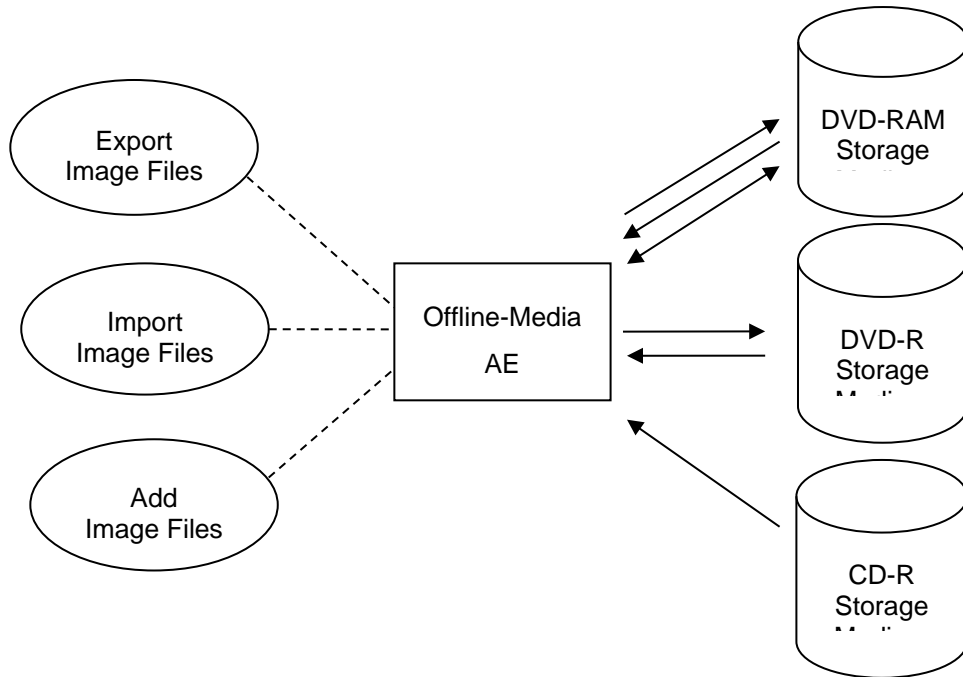 Export
Image Files
Import
Image Files
Add
Image Files
Offline-Media
AE
DVD-RAM
Storage
DVD-R
Storage
CD-R
Storage